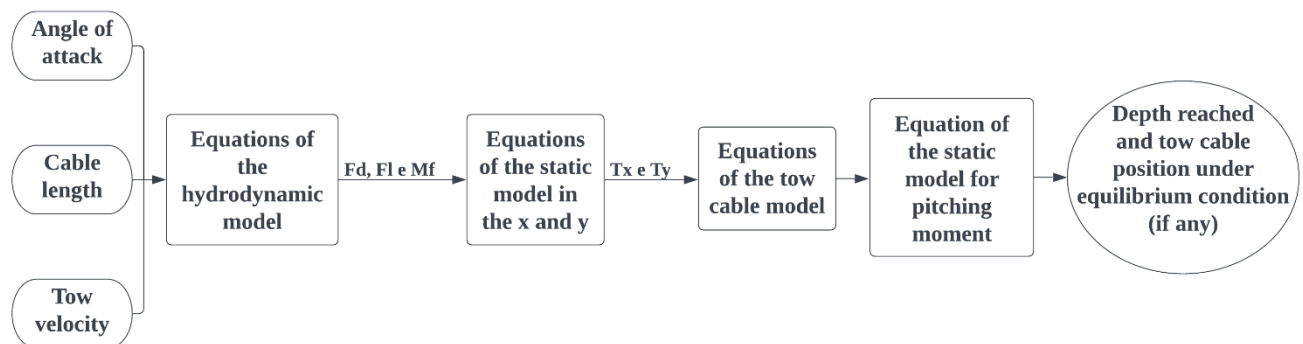 Angle of
attack
Cable
length
Tow
velocity
Equations of
the
hydrodynamic
model
Fd, Fl e Mf
Equations
of the static
model in
the x and y
Tx e Ty
Equations
of the tow
cable model
Equation of
the static
model for
pitching
moment
Depth reached
and tow cable
position under
equilibrium condition
(if any)